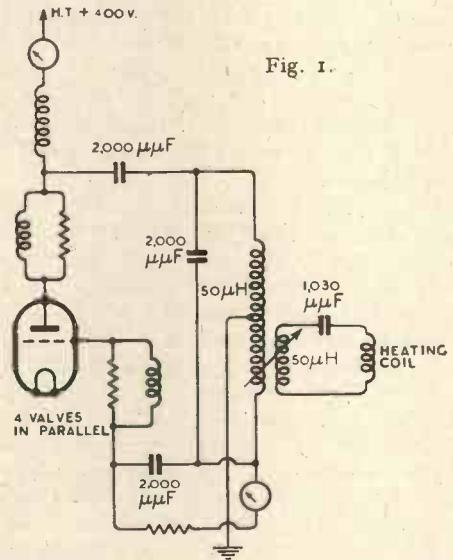 H.T + 400 V.
Fig. 1.
2,000 μμF
2,000
μμF
50μH
1,030
μμF
50μH
HEATING
COIL
4 VALVES
IN PARALLEL
2,000
μμF